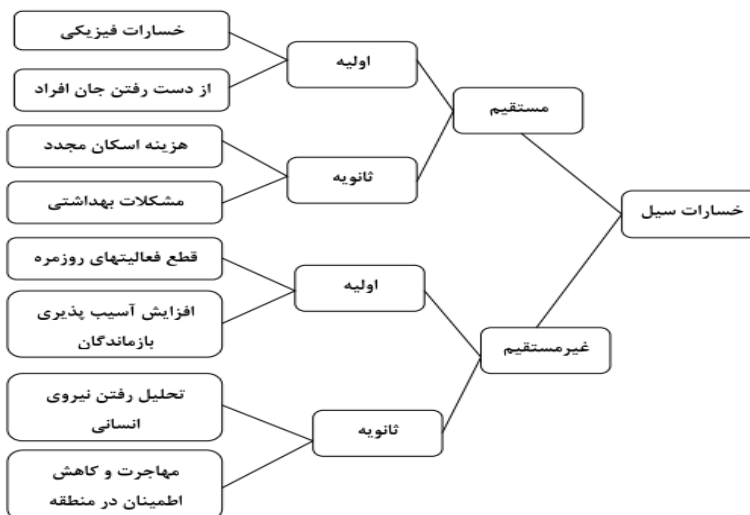 خسارات سیل
مستقیم
اولیه
خسارات فیزیکی
از دست رفتن جان افراد
ثانویه
هزینه اسکان مجدد
مشکلات بهداشتی
غیرمستقیم
اولیه
قطع فعالیتهای روزمره
افزایش آسیب پذیری
بازماندگان
ثانویه
تحلیل رفتن نیروی
انسانی
مهاجرت و کاهش
اطمینان در منطقه